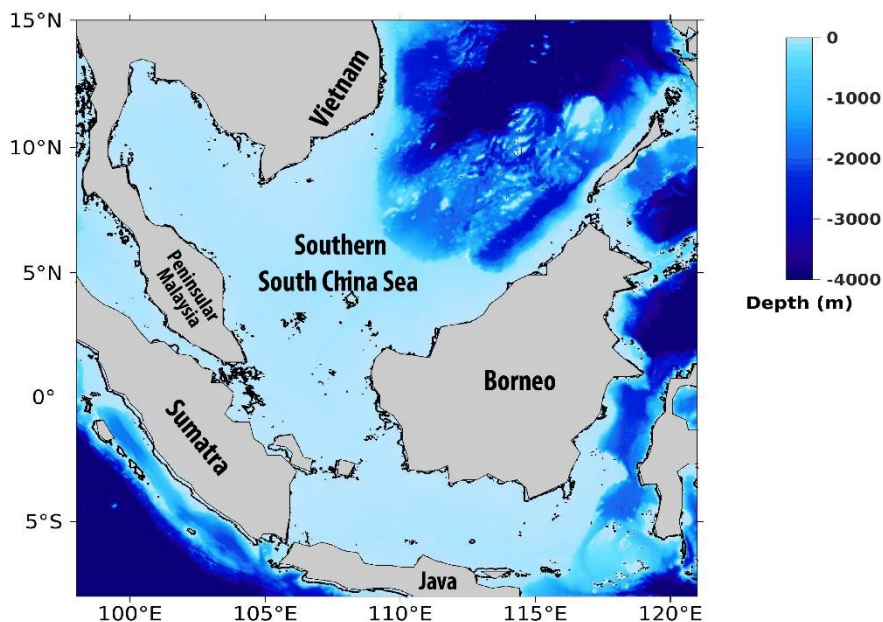 15°N
10°N
5°N
0°
5°S
100°E
105°E
110°E
115°E
120°E
Vietnam
Southern
South China Sea
Peninsular
Malaysia
Borneo
Sumatra
Java
0
-1000
-2000
-3000
-4000
Depth (m)